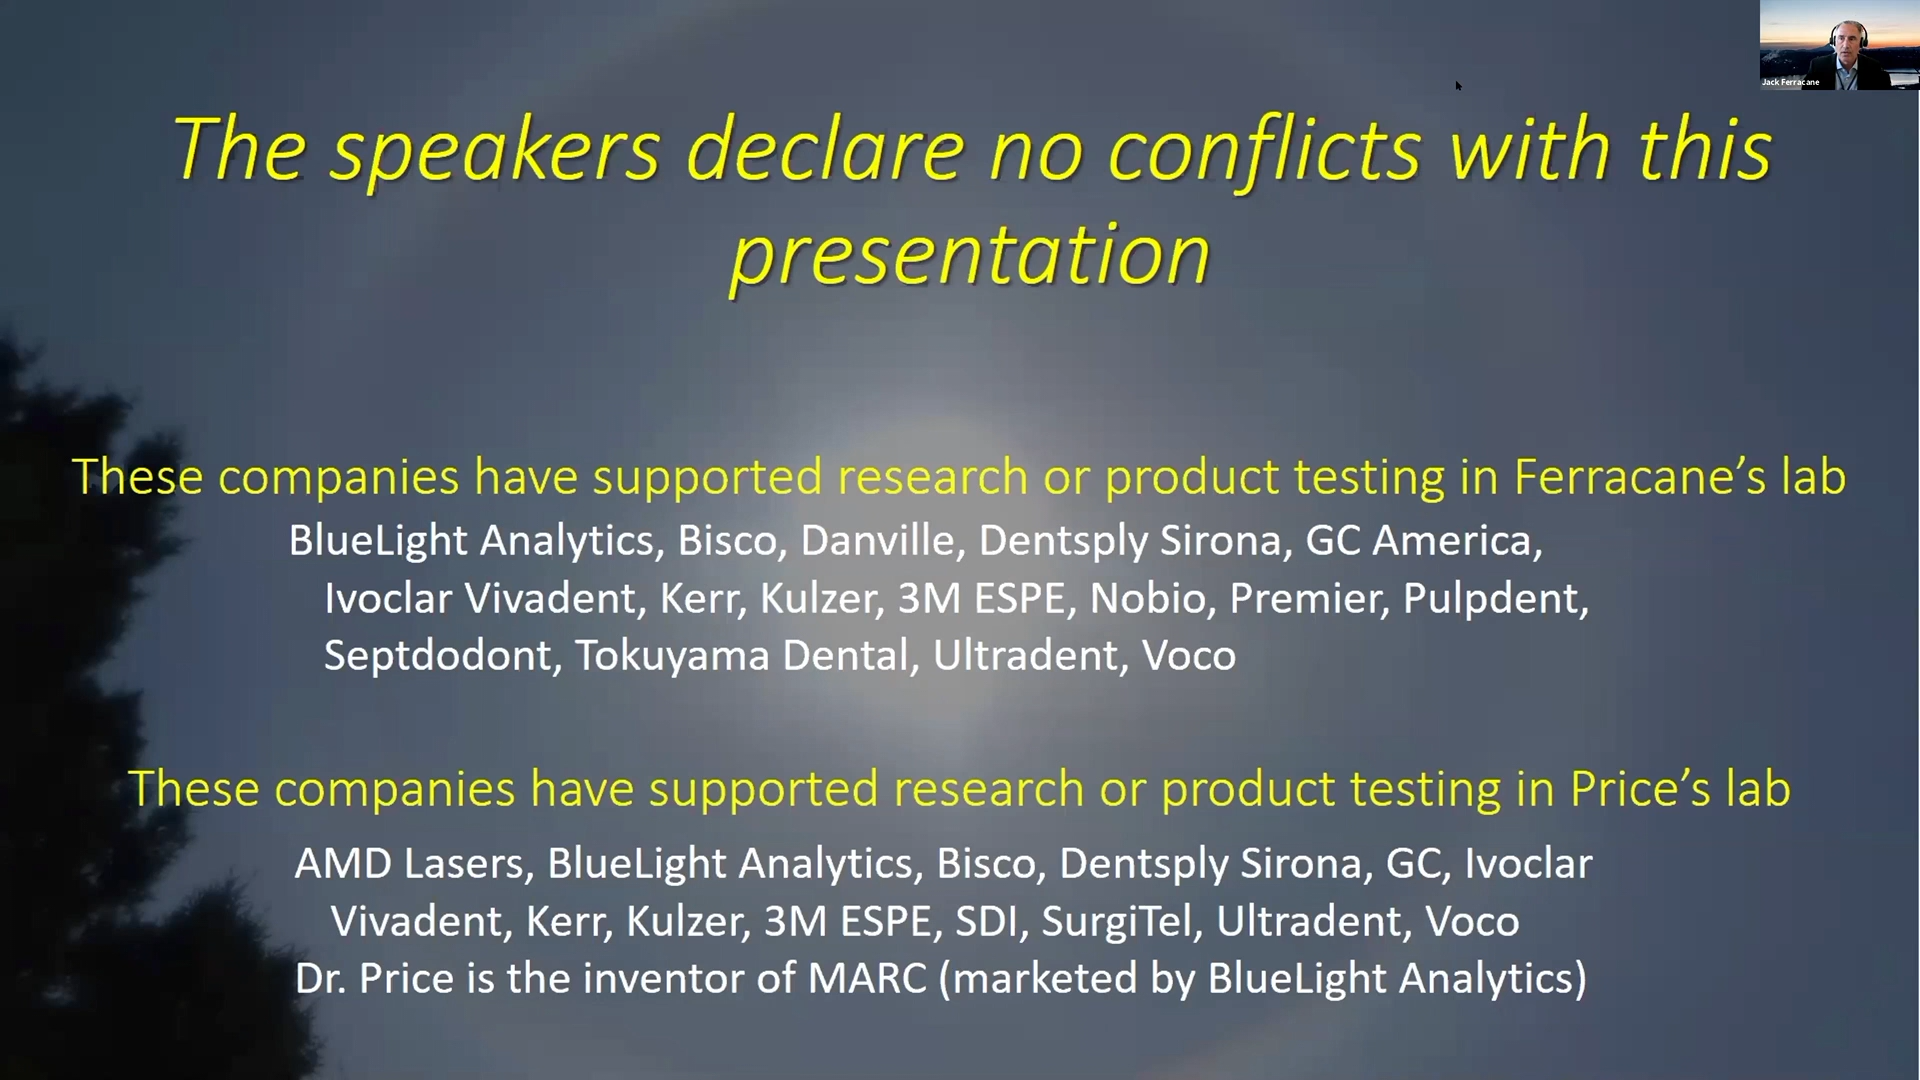 Jack Ferracane
The speakers declare no conflicts with this
presentation
These companies have supported research or product testing in Ferracane’s lab
BlueLight Analytics, Bisco, Danville, Dentsply Sirona, GC America,
Ivoclar Vivadent, Kerr, Kulzer, 3M ESPE, Nobio, Premier, Pulpdent,
Septdodont, Tokuyama Dental, Ultradent, Voco
These companies have supported research or product testing in Price’s lab
AMD Lasers, BlueLight Analytics, Bisco, Dentsply Sirona, GC, Ivoclar
Vivadent, Kerr, Kulzer, 3M ESPE, SDI, SurgiTel, Ultradent, Voco
Dr. Price is the inventor of MARC (marketed by BlueLight Analytics)